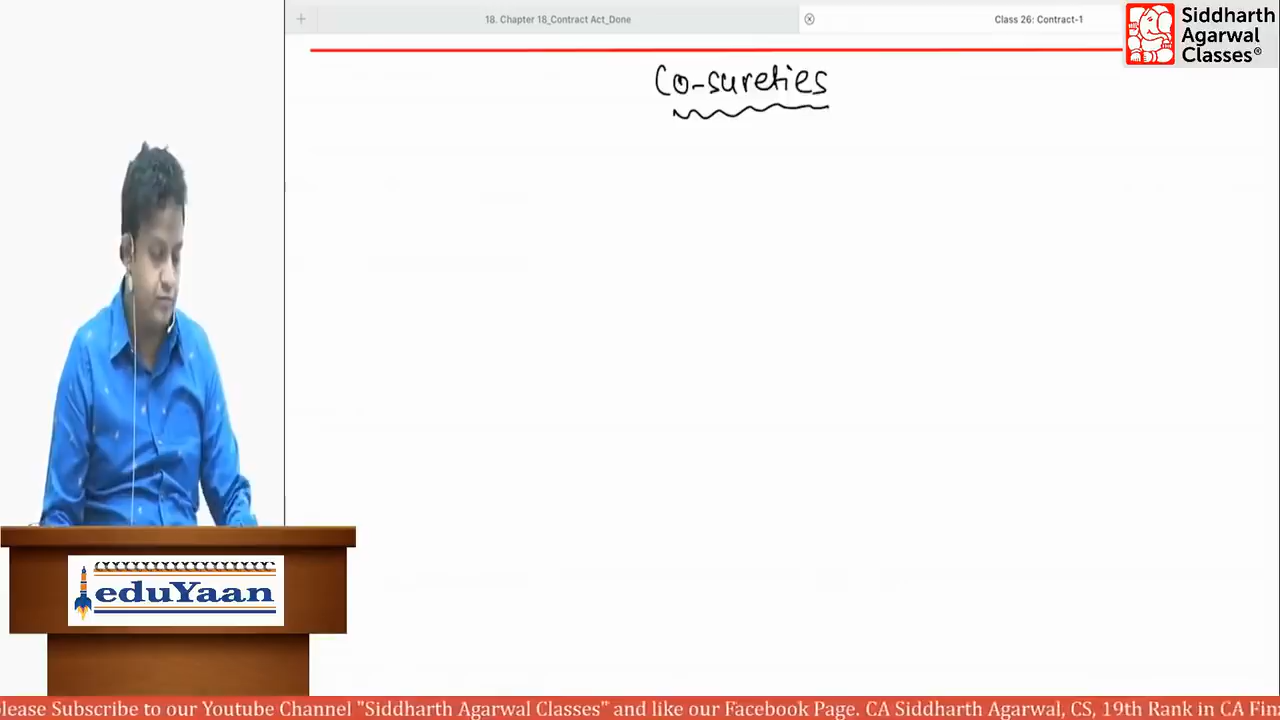 18. Chapter 18_Contract Act_Done
Class 26: Contract-1
Siddharth
Agarwal
Classes®
Co-sureties
eduYaan
please Subscribe to our Youtube Channel "Siddharth Agarwal Classes" and like our Facebook Page. CA Siddharth Agarwal, CS, 19th Rank in CA Fin